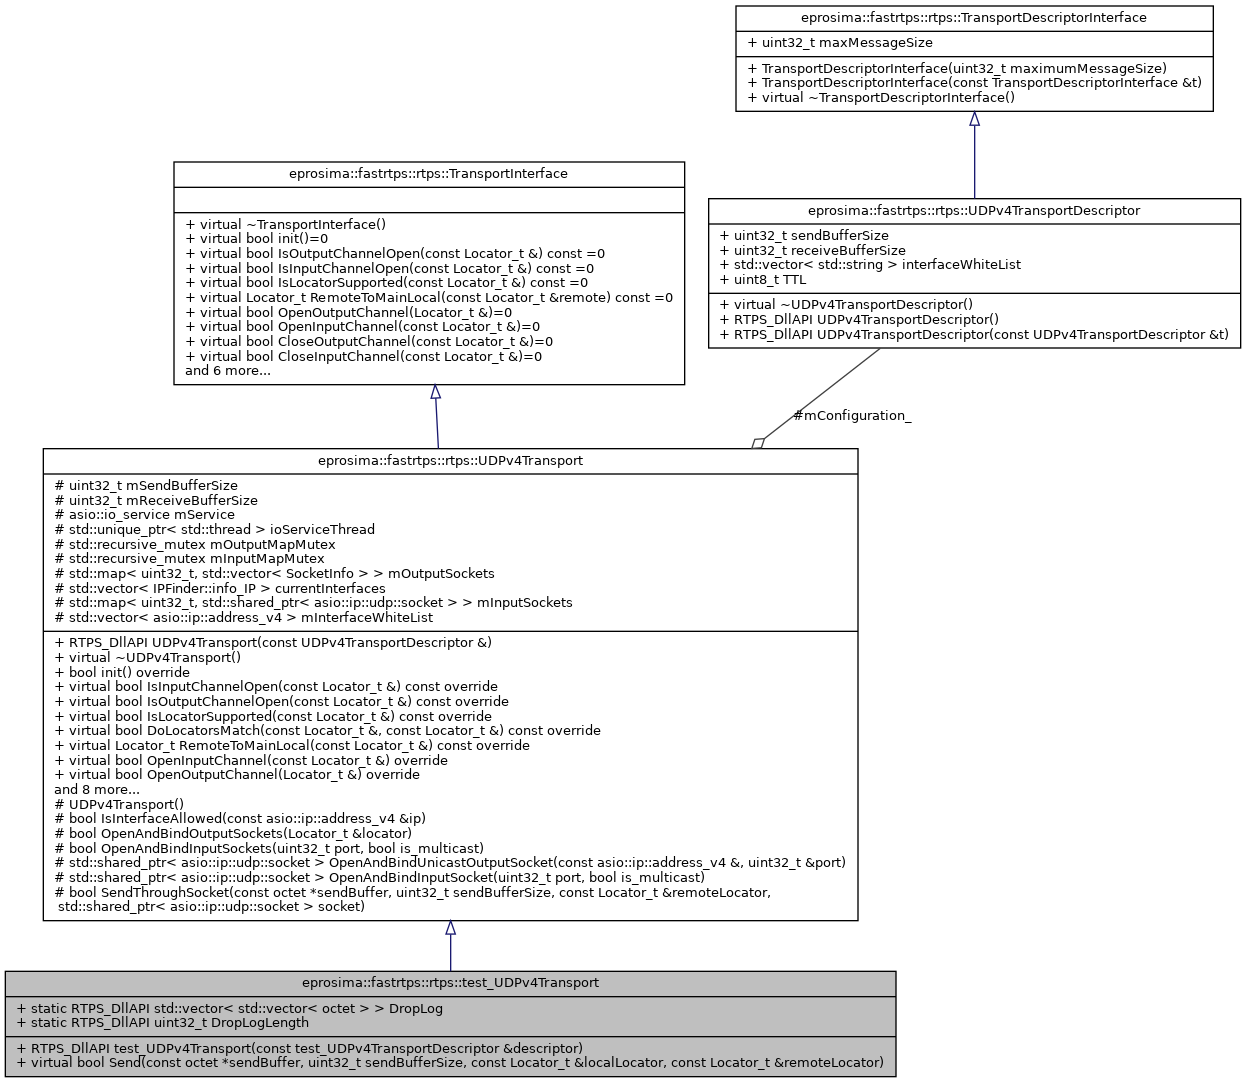 eprosima::fastrtps::rtps::TransportDescriptorInterface
+ uint32_t maxMessageSize
+ TransportDescriptorInterface(uint32_t maximumMessageSize)
+ TransportDescriptorInterface(const TransportDescriptorInterface &t)
+ virtual ~TransportDescriptorInterface()
eprosima::fastrtps::rtps::TransportInterface
+ virtual ~TransportInterface()
+ virtual bool init()=0
+ virtual bool IsOutputChannelOpen(const Locator_t &) const =0
+ virtual bool IsInputChannelOpen(const Locator_t &) const =0
+ virtual bool IsLocatorSupported(const Locator_t &) const =0
+ virtual Locator_t RemoteToMainLocal(const Locator_t &remote) const =0
+ virtual bool OpenOutputChannel(Locator_t &)=0
+ virtual bool OpenInputChannel(const Locator_t &)=0
+ virtual bool CloseOutputChannel(const Locator_t &)=0
+ virtual bool CloseInputChannel(const Locator_t &)=0
and 6 more...
eprosima::fastrtps::rtps::UDPv4TransportDescriptor
+ uint32_t sendBufferSize
+ uint32_t receiveBufferSize
+ std::vector< std::string > interfaceWhiteList
+ uint8_t TTL
+ virtual ~UDPv4TransportDescriptor()
+ RTPS_DllAPI UDPv4TransportDescriptor()
+ RTPS_DllAPI UDPv4TransportDescriptor(const UDPv4TransportDescriptor &t)
#mConfiguration_
eprosima::fastrtps::rtps::UDPv4Transport
# uint32_t mSendBufferSize
# uint32_t mReceiveBufferSize
# asio::io_service mService
# std::unique_ptr< std::thread > ioServiceThread
# std::recursive_mutex mOutputMapMutex
# std::recursive_mutex mInputMapMutex
# std::map< uint32_t, std::vector< SocketInfo > > mOutputSockets
# std::vector< IPFinder::info_IP > currentInterfaces
# std::map< uint32_t, std::shared_ptr< asio::ip::udp::socket > > mInputSockets
# std::vector< asio::ip::address_v4 > mInterfaceWhiteList
+ RTPS_DllAPI UDPv4Transport(const UDPv4TransportDescriptor &)
+ virtual ~UDPv4Transport()
+ bool init() override
+ virtual bool IsInputChannelOpen(const Locator_t &) const override
+ virtual bool IsOutputChannelOpen(const Locator_t &) const override
+ virtual bool IsLocatorSupported(const Locator_t &) const override
+ virtual bool DoLocatorsMatch(const Locator_t &, const Locator_t &) const override
+ virtual Locator_t RemoteToMainLocal(const Locator_t &) const override
+ virtual bool OpenInputChannel(const Locator_t &) override
+ virtual bool OpenOutputChannel(Locator_t &) override
and 8 more...
# UDPv4Transport()
# bool IsInterfaceAllowed(const asio::ip::address_v4 &ip)
# bool OpenAndBindOutputSockets(Locator_t &locator)
# bool OpenAndBindInputSockets(uint32_t port, bool is_multicast)
# std::shared_ptr< asio::ip::udp::socket > OpenAndBindUnicastOutputSocket(const asio::ip::address_v4 &, uint32_t &port)
# std::shared_ptr< asio::ip::udp::socket > OpenAndBindInputSocket(uint32_t port, bool is_multicast)
# bool SendThroughSocket(const octet *sendBuffer, uint32_t sendBufferSize, const Locator_t &remoteLocator,
std::shared_ptr< asio::ip::udp::socket > socket)
eprosima::fastrtps::rtps::test_UDPv4Transport
+ static RTPS_DllAPI std::vector< std::vector< octet > > DropLog
+ static RTPS_DllAPI uint32_t DropLogLength
+ RTPS_DllAPI test_UDPv4Transport(const test_UDPv4TransportDescriptor &descriptor)
+ virtual bool Send(const octet *sendBuffer, uint32_t sendBufferSize, const Locator_t &localLocator, const Locator_t &remoteLocator)